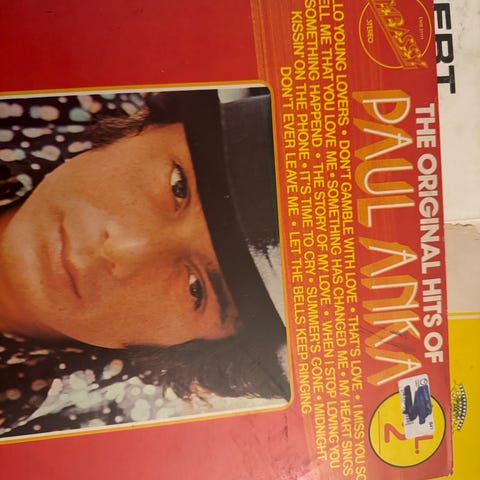 ERT
THE ORIGINAL HITS OF
PAUL ANKA
L.
2
STEREO
LLO YOUNG LOVERS • DON'T GAMBLE WITH LOVE • THAT'S LOVE • I MISS YOU SO
ELL ME THAT YOU LOVE ME • SOMETHING HAS CHANGED ME • MY HEART SINGS
SOMETHING HAPPEND • THE STORY OF MY LOVE • WHEN I STOP LOVING YOU
KISSIN' ON THE PHONE • IT'S TIME TO CRY • SUMMER'S GONE • MIDNIGHT
DON'T EVER LEAVE ME • LET THE BELLS KEEP RINGING